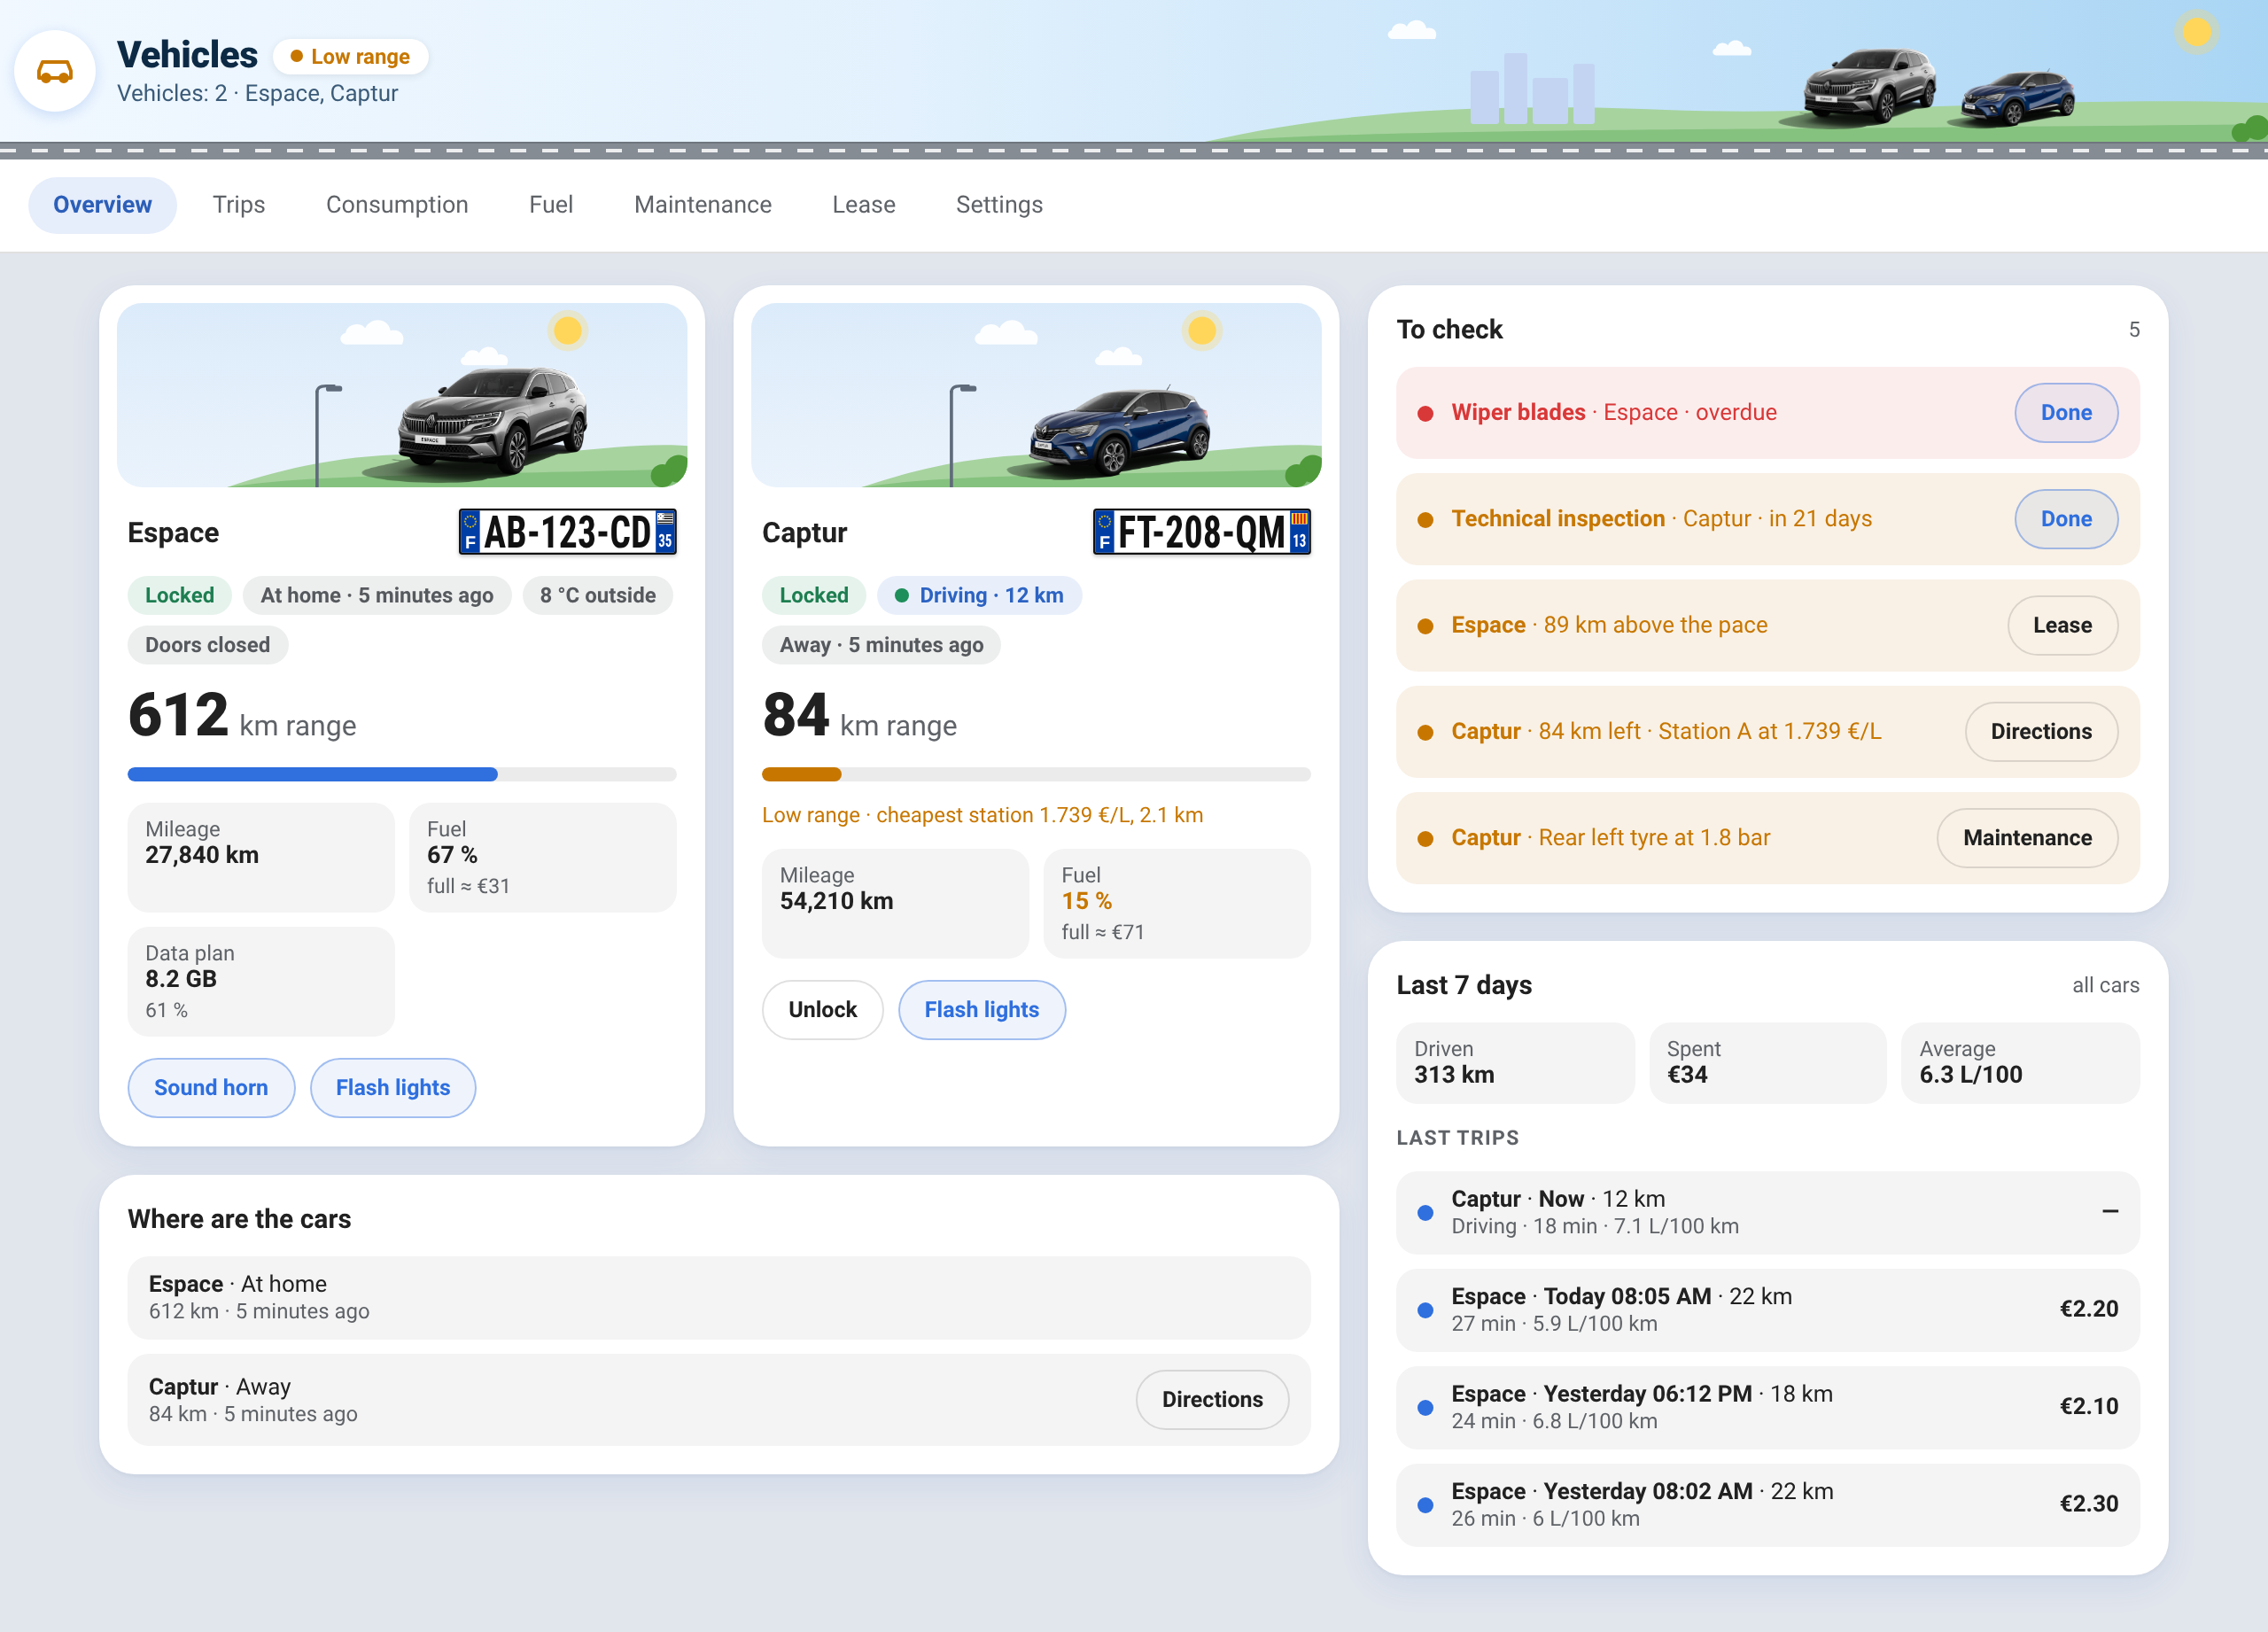 Vehicles
Low range
Vehicles: 2 · Espace, Captur
Overview
Trips
Consumption
Fuel
Maintenance
Lease
Settings
ESPACE
Espace
F AB-123-CD 35
Locked
At home · 5 minutes ago
8 °C outside
Doors closed
612 km range
Mileage
27,840 km
Fuel
67 %
full ≈ €31
Data plan
8.2 GB
61 %
Sound horn
Flash lights
Captur
F FT-208-QM 13
Locked
Driving · 12 km
Away · 5 minutes ago
84 km range
Low range · cheapest station 1.739 €/L, 2.1 km
Mileage
54,210 km
Fuel
15 %
full ≈ €71
Unlock
Flash lights
Where are the cars
Espace · At home
612 km · 5 minutes ago
Captur · Away
84 km · 5 minutes ago
Directions
To check
5
Wiper blades · Espace · overdue
Done
Technical inspection · Captur · in 21 days
Done
Espace · 89 km above the pace
Lease
Captur · 84 km left · Station A at 1.739 €/L
Directions
Captur · Rear left tyre at 1.8 bar
Maintenance
Last 7 days
all cars
Driven
313 km
Spent
€34
Average
6.3 L/100
LAST TRIPS
Captur · Now · 12 km
Driving · 18 min · 7.1 L/100 km
–
Espace · Today 08:05 AM · 22 km
27 min · 5.9 L/100 km
€2.20
Espace · Yesterday 06:12 PM · 18 km
24 min · 6.8 L/100 km
€2.10
Espace · Yesterday 08:02 AM · 22 km
26 min · 6 L/100 km
€2.30